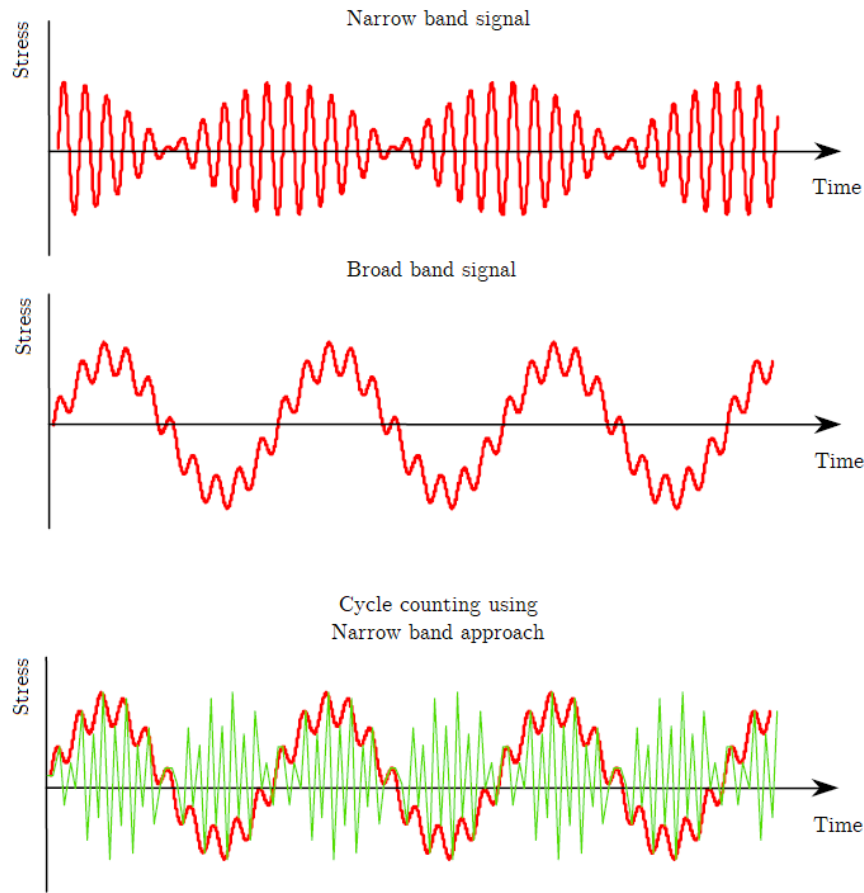 Narrow band signal
Stress
Time
Broad band signal
Stress
Time
Cycle counting using
Narrow band approach
Stress
Time